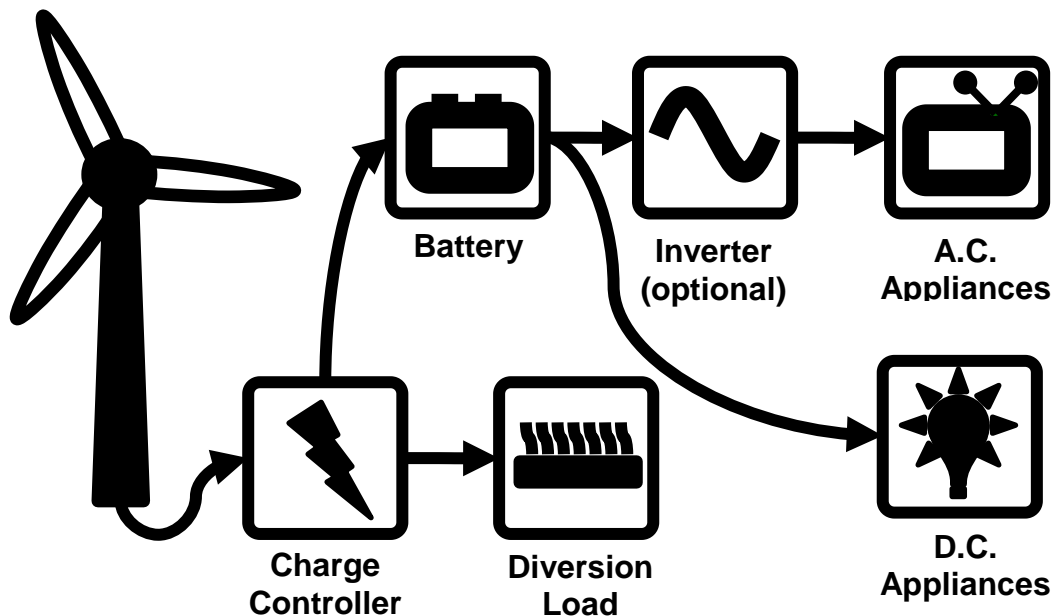 Battery
Inverter
(optional)
A.C.
Appliances
Charge
Controller
Diversion
Load
D.C.
Appliances